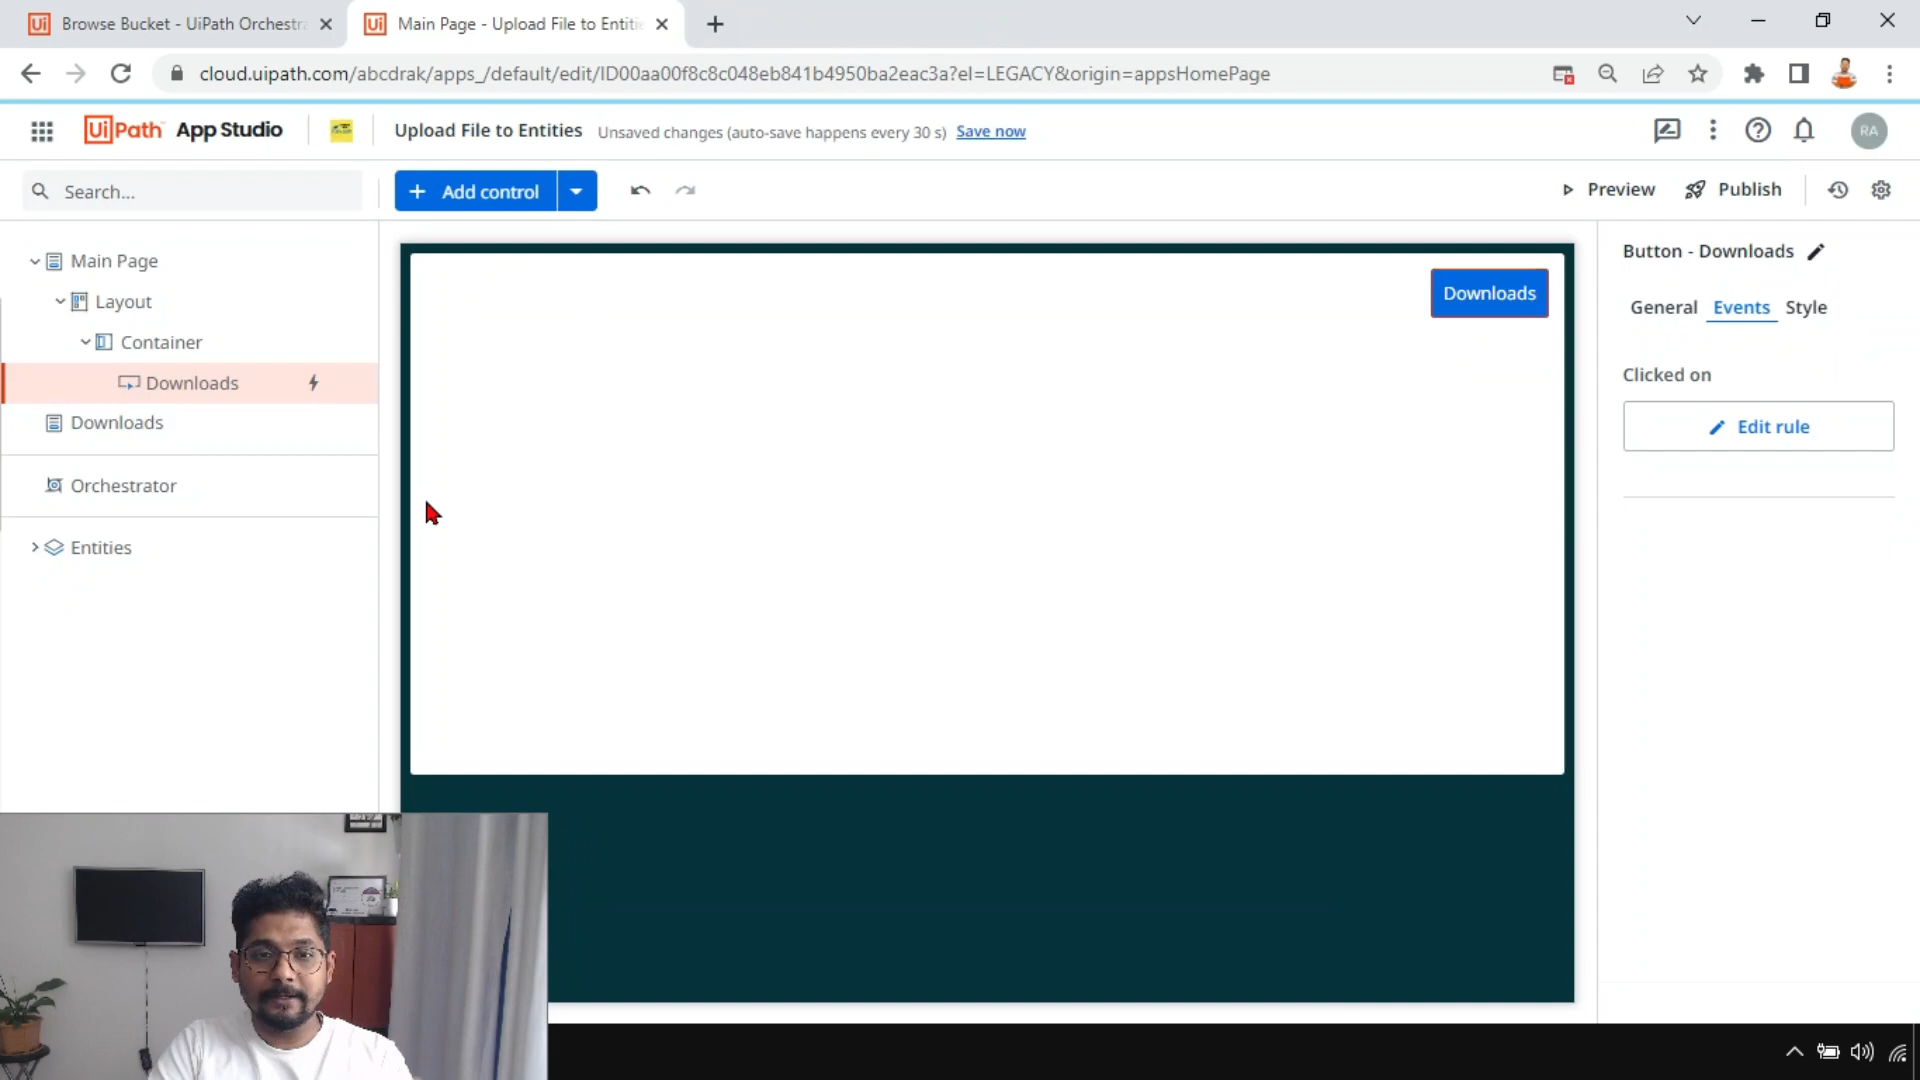 Browse Bucket - UiPath Orchestr
Main Page - Upload File to Entiti
cloud.uipath.com/abcdrak/apps_/default/edit/ID00aa00f8c8c048eb841b4950ba2eac3a?el=LEGACY&origin=appsHomePage
UiPath App Studio
Upload File to Entities Unsaved changes (auto-save happens every 30 s) Save now
RA
Search...
+ Add control
Preview
Publish
Main Page
Layout
Container
Downloads
Downloads
Orchestrator
Entities
Downloads
Button - Downloads
General Events Style
Clicked on
Edit rule